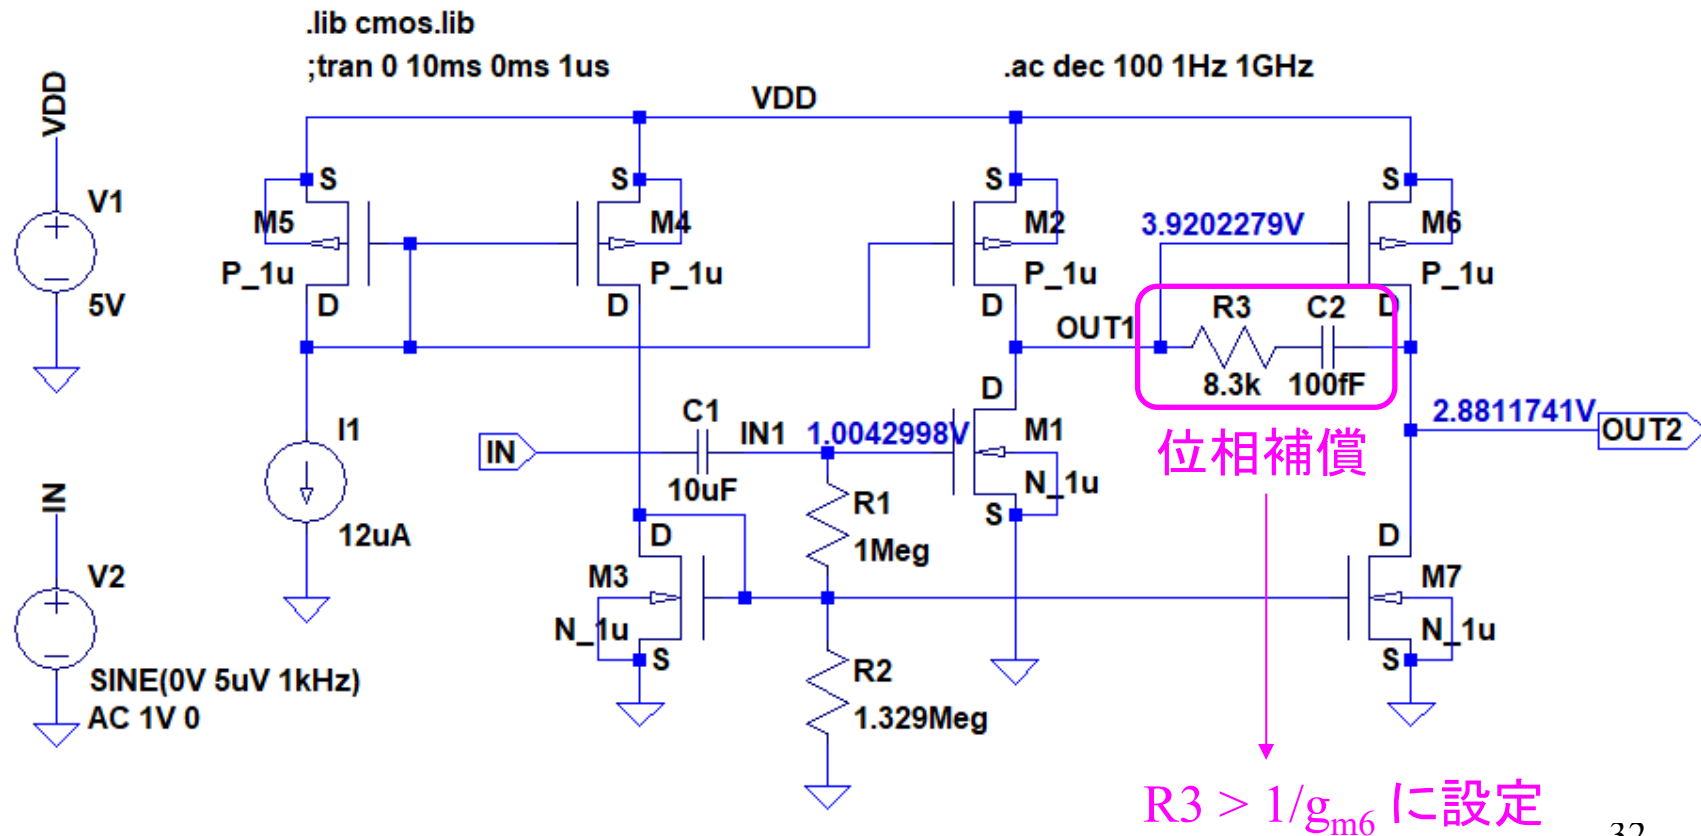 .lib cmos.lib
;tran 0 10ms 0ms 1us
.ac dec 100 1Hz 1GHz
VDD
VDD
S
S
S
S
V1
M5
M4
M2
3.9202279V
M6
P_1u
P_1u
P_1u
P_1u
5V
D
D
D
D
R3
C2
OUT1
8.3k
100fF
D
C1
2.8811741V
I1
IN
IN1
1.0042998V
M1
OUT2
位相補償
10uF
N_1u
IN
R1
S
12uA
D
D
1Meg
V2
M3
M7
N_1u
N_1u
S
S
R2
SINE(0V 5uV 1kHz)
AC 1V 0
1.329Meg
R3 > 1/gm6 に設定
32